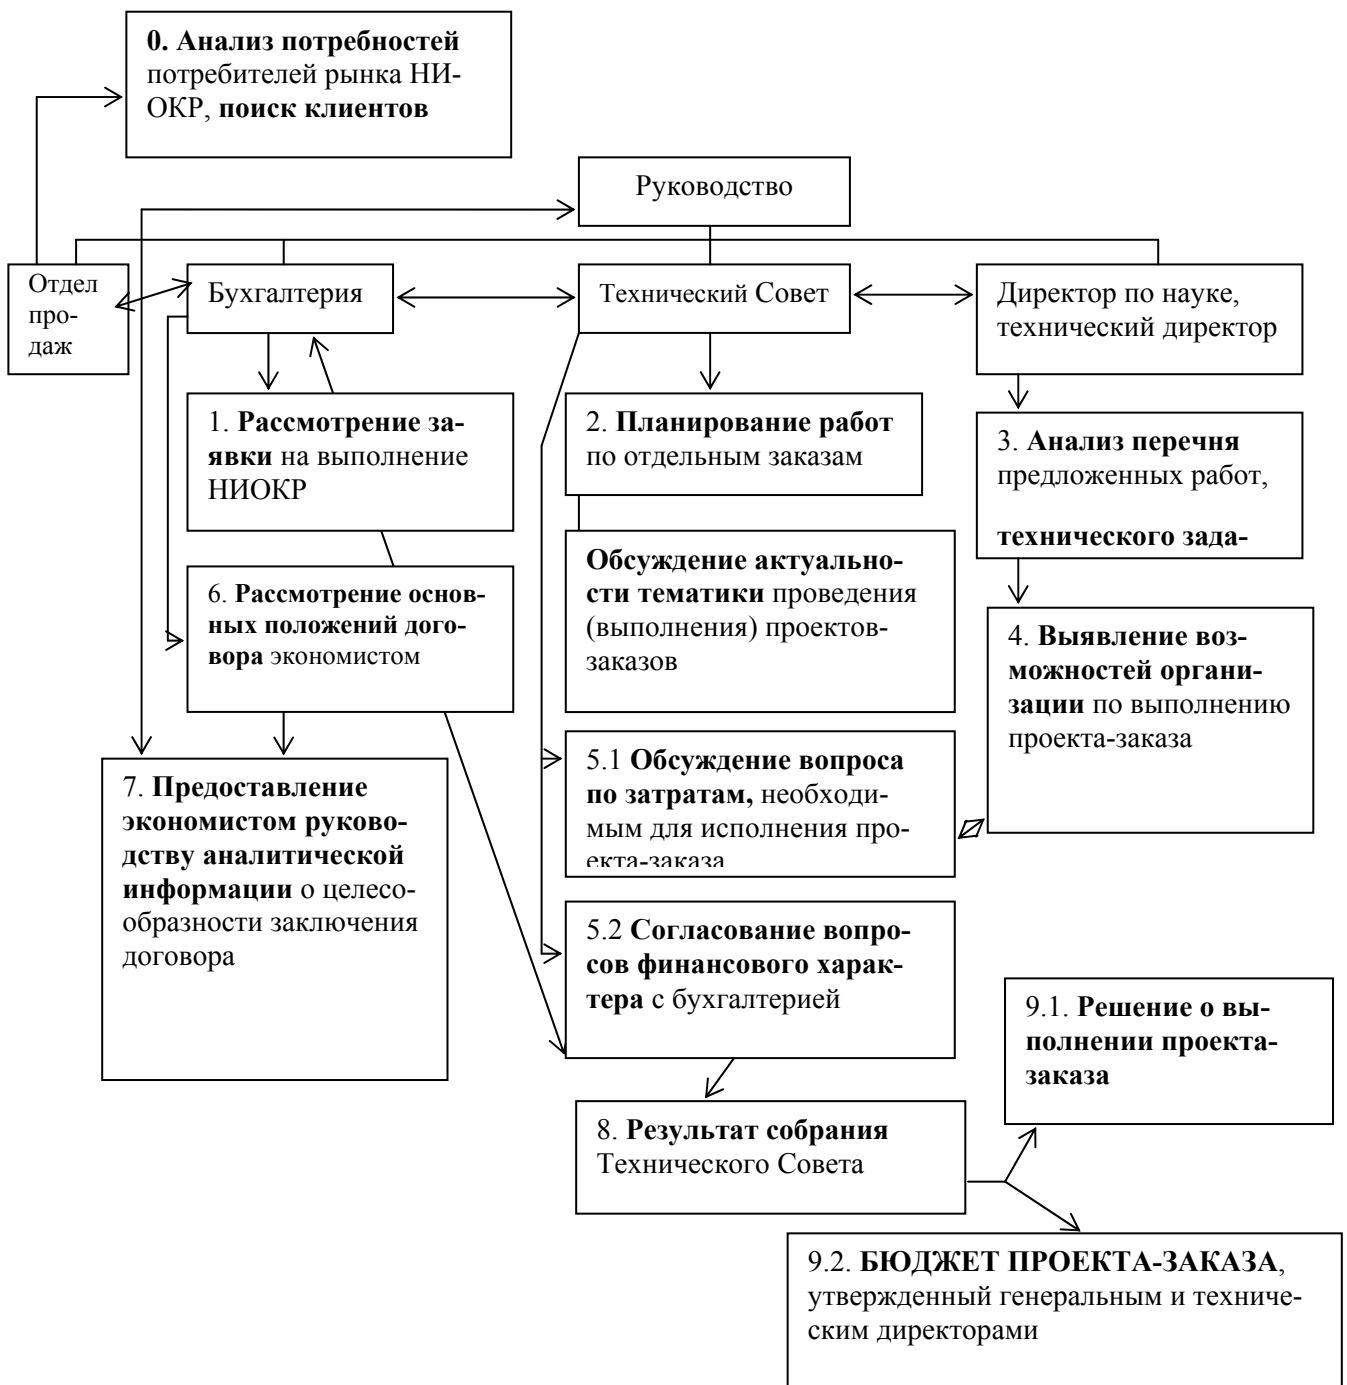 0. Анализ потребностей
потребителей рынка НИ-
ОКР, поиск клиентов
Руководство
Отдел
про-
даж
Бухгалтерия
Технический Совет
Директор по науке,
технический директор
1. Рассмотрение за-
явки на выполнение
НИОКР
2. Планирование работ
по отдельным заказам
3. Анализ перечня
предложенных работ,
технического зада-
Обсуждение актуально-
сти тематики проведения
(выполнения) проектов-
заказов
6. Рассмотрение основ-
ных положений дого-
вора экономистом
4. Выявление воз-
можностей органи-
зации по выполнению
проекта-заказа
5.1 Обсуждение вопроса
по затратам, необходи-
мым для исполнения про-
екта-заказа
7. Предоставление
экономистом руково-
дству аналитической
информации о целесо-
образности заключения
договора
5.2 Согласование вопро-
сов финансового харак-
тера с бухгалтерией
9.1. Решение о вы-
полнении проекта-
заказа
8. Результат собрания
Технического Совета
9.2. БЮДЖЕТ ПРОЕКТА-ЗАКАЗА,
утвержденный генеральным и техниче-
ским директорами